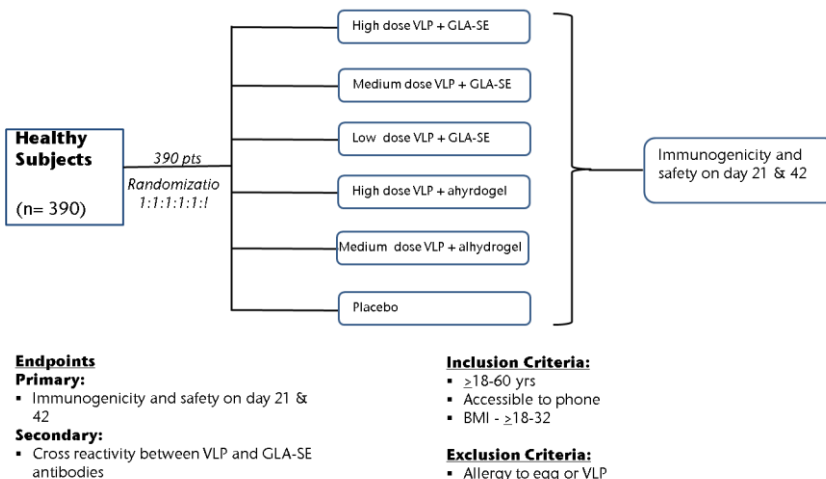 High dose VLP + GLA-SE
Medium dose VLP + GLA-SE
Low dose VLP + GLA-SE
High dose VLP + ahyrdogel
Medium dose VLP + alhydrogel
Placebo
Healthy
Subjects
(n= 390)
390 pts
Randomizatio
1:1:1:1:1:!
Immunogenicity and
safety on day 21 & 42
Endpoints
Primary:
▪ Immunogenicity and safety on day 21 &
42
Secondary:
▪ Cross reactivity between VLP and GLA-SE
antibodies
Inclusion Criteria:
▪ ≥18-60 yrs
▪ Accessible to phone
▪ BMI - ≥18-32
Exclusion Criteria:
▪ Allergy to egg or VLP